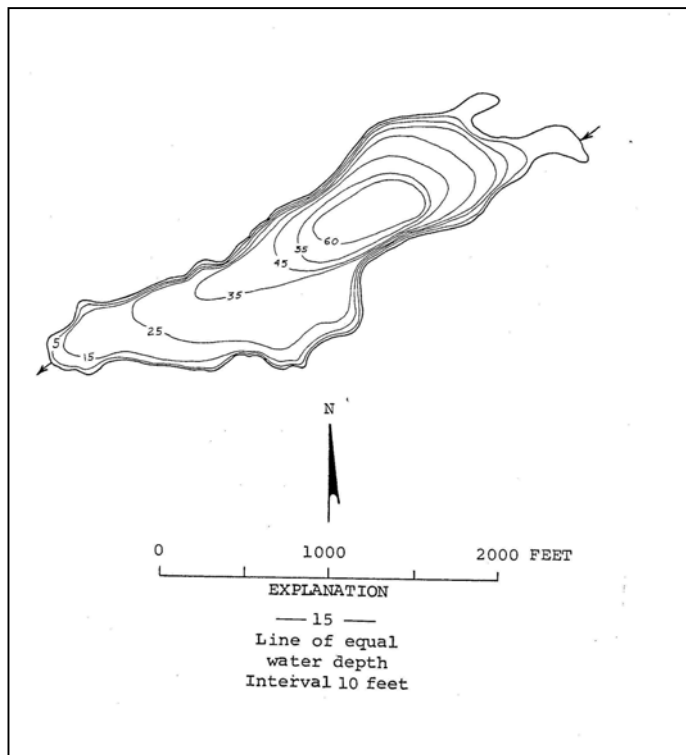 60
35
45
35
25
5
15
N
0 1000 2000 FEET
EXPLANATION
— 15 —
Line of equal
water depth
Interval 10 feet